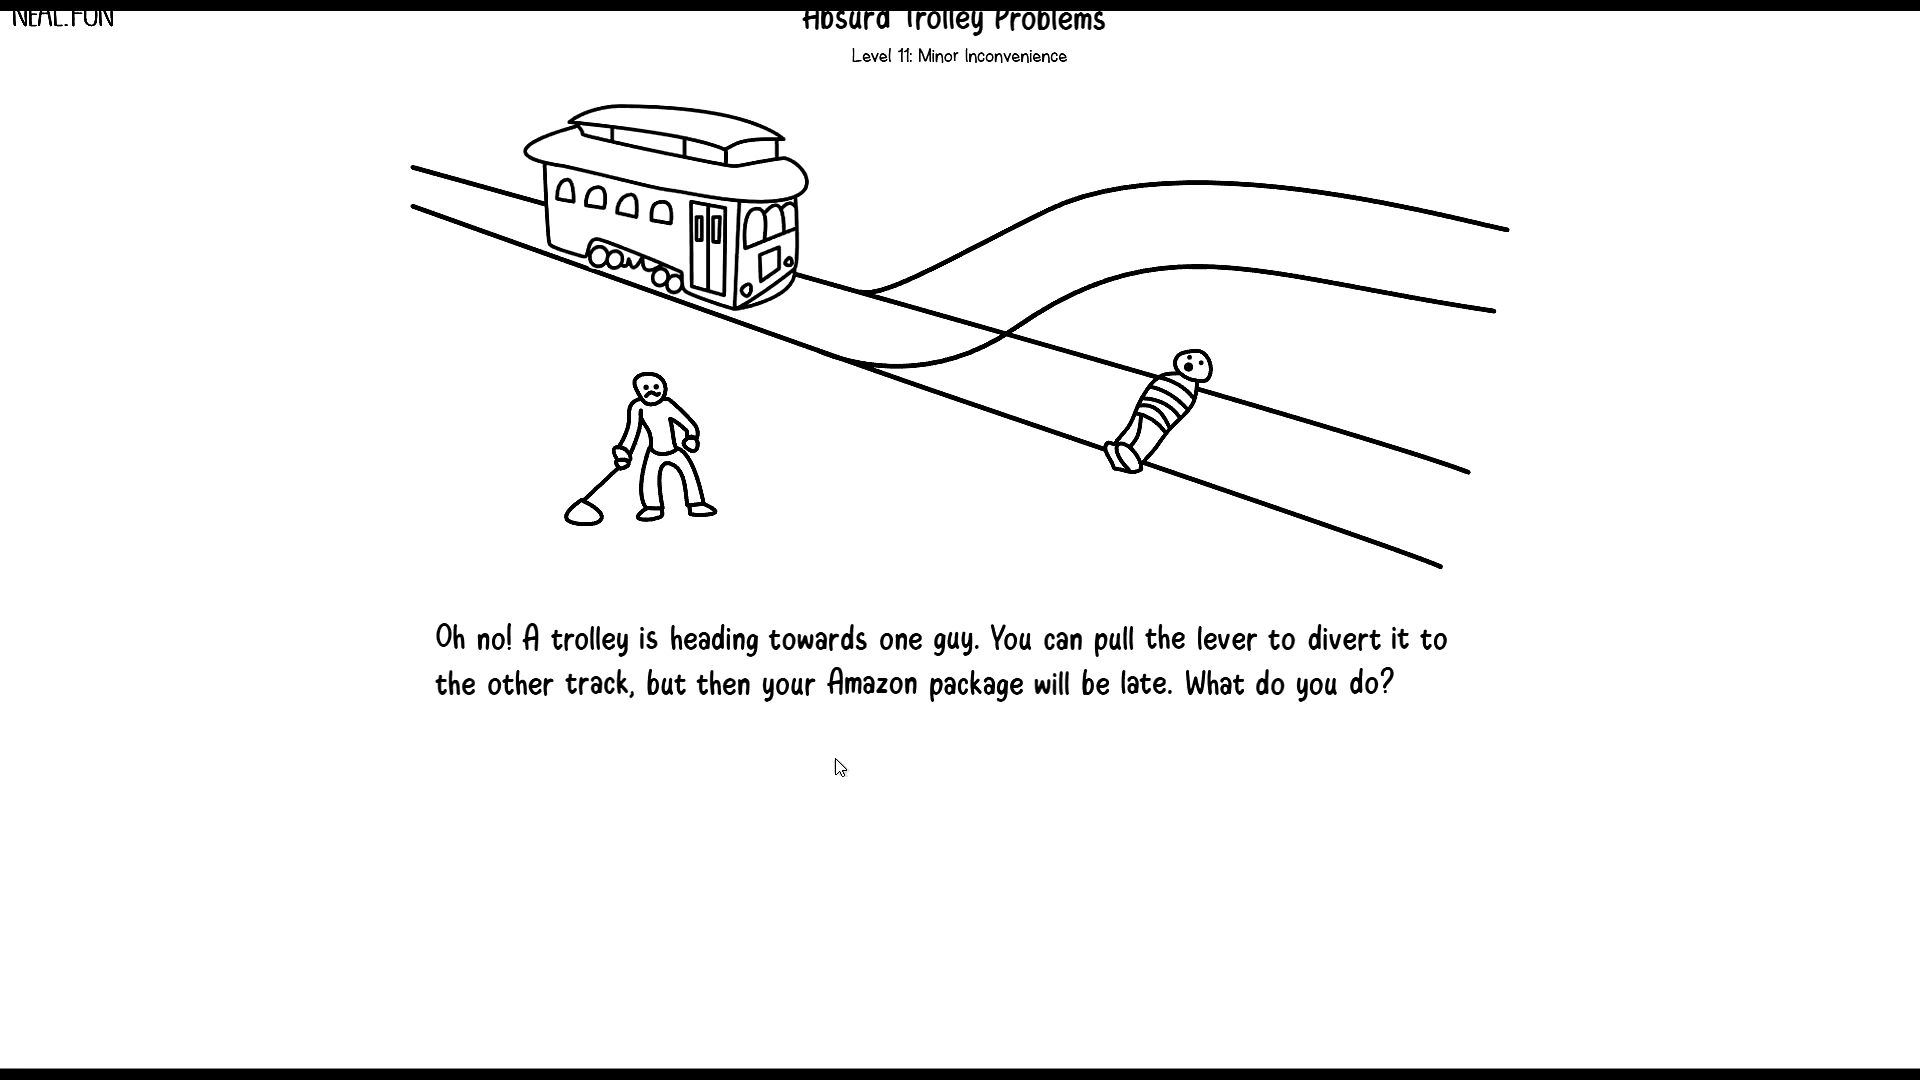 NEAL.FUN
Absurd Trolley Problems
Level 11: Minor Inconvenience
Oh no! A trolley is heading towards one guy. You can pull the lever to divert it to
the other track, but then your Amazon package will be late. What do you do?